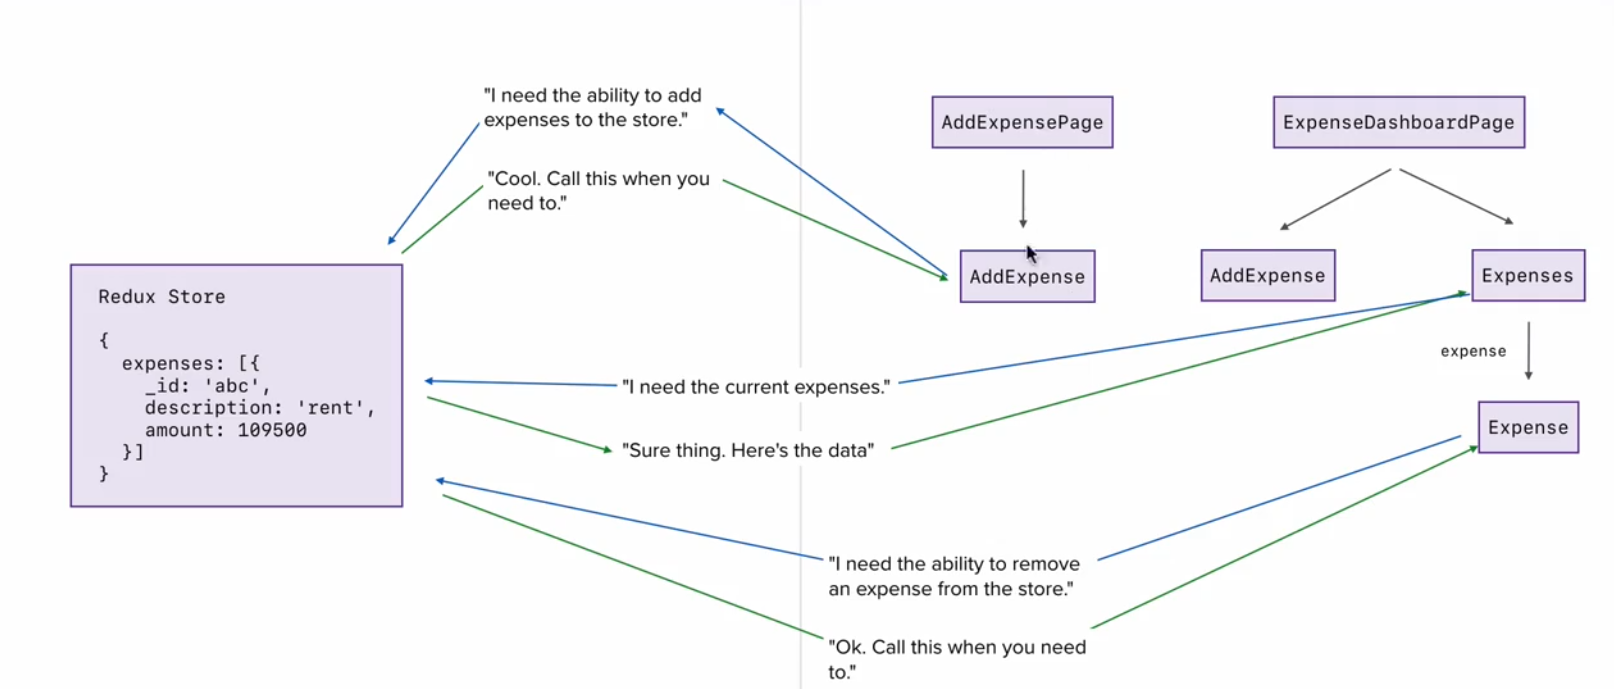 "I need the ability to add
expenses to the store."
"Cool. Call this when you
need to."
AddExpensePage
ExpenseDashboardPage
AddExpense
AddExpense
Expenses
Redux Store
{
expenses: [{
_id: 'abc',
description: 'rent',
amount: 109500
}]
}
expense
"I need the current expenses."
"Sure thing. Here's the data"
Expense
"I need the ability to remove
an expense from the store."
"Ok. Call this when you need
to."